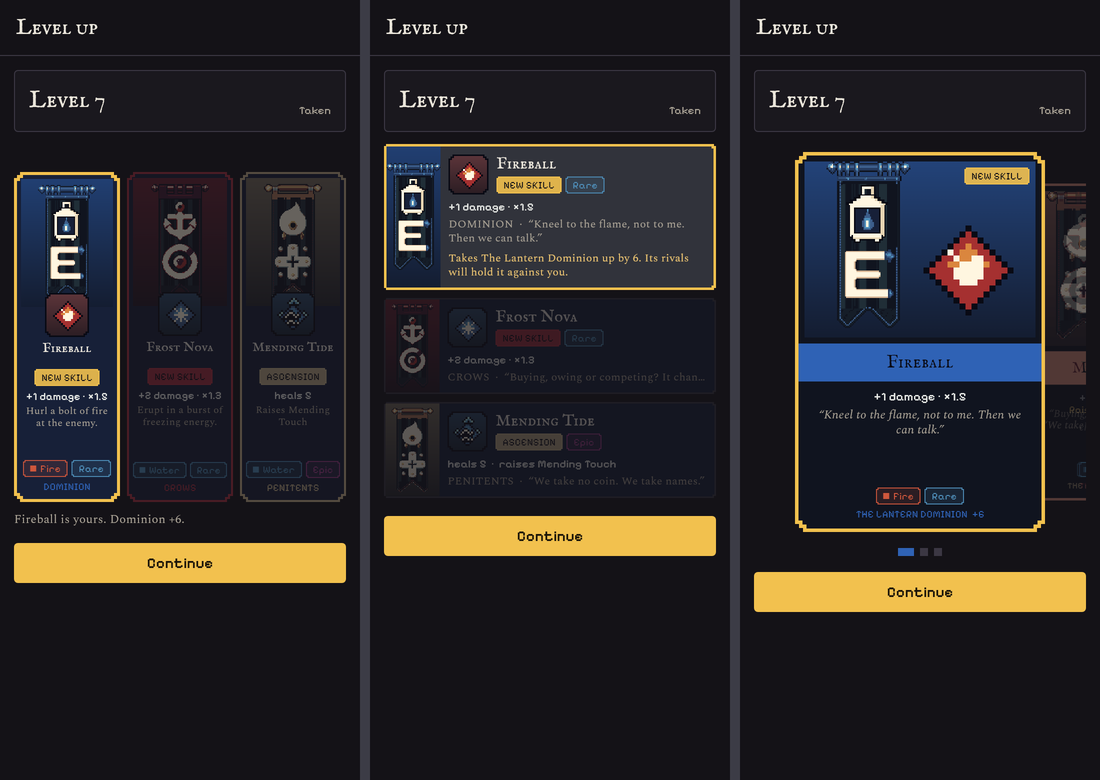 Level up
Level 7
Taken
E
Fireball
NEW SKILL
+1 damage · ×1.8
Hurl a bolt of fire
at the enemy.
Fire
Rare
DOMINION
Frost Nova
NEW SKILL
+2 damage · ×1.3
Erupt in a burst of
freezing energy.
Water
Rare
CROWS
Mending Tide
ASCENSION
heals 8
Raises Mending
Touch
Water
Epic
PENITENTS
Fireball is yours. Dominion +6.
Continue
Level up
Level 7
Taken
E
Fireball
NEW SKILL
Rare
+1 damage · ×1.8
DOMINION · “Kneel to the flame, not to me.
Then we can talk.”
Takes The Lantern Dominion up by 6. Its rivals
will hold it against you.
Frost Nova
NEW SKILL
Rare
+2 damage · ×1.3
CROWS · “Buying, owing or competing? It chan…
Mending Tide
ASCENSION
Epic
heals 8 · raises Mending Touch
PENITENTS · “We take no coin. We take names.”
Continue
Level up
Level 7
Taken
NEW SKILL
E
Fireball
+1 damage · ×1.8
“Kneel to the flame, not to me. Then we
can talk.”
Fire
Rare
THE LANTERN DOMINION +6
Continue